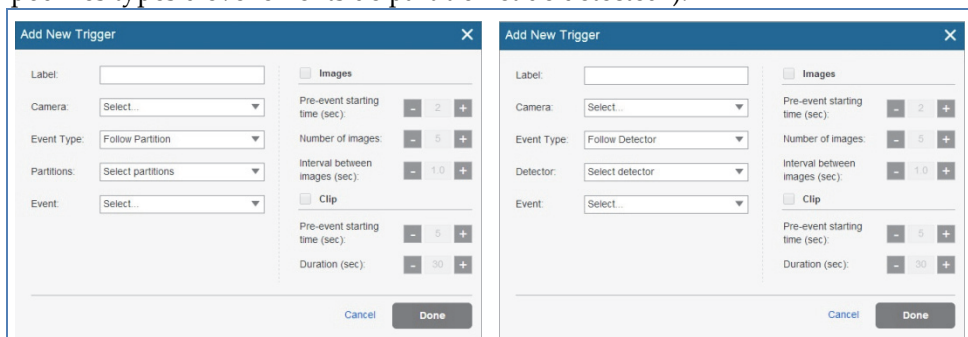 Add New Trigger
Label:
Camera: Select...
Event Type: Follow Partition
Partitions: Select partitions
Event: Select...
Images
Pre-event starting
time (sec): - 2 +
Number of images: - 5 +
Interval between
images (sec): - 1.0 +
Clip
Pre-event starting
time (sec): - 5 +
Duration (sec): - 30 +
Cancel Done
Add New Trigger
Label:
Camera: Select...
Event Type: Follow Detector
Detector: Select detector
Event: Select...
Images
Pre-event starting
time (sec): - 2 +
Number of images: - 5 +
Interval between
images (sec): - 1.0 +
Clip
Pre-event starting
time (sec): - 5 +
Duration (sec): - 30 +
Cancel Done